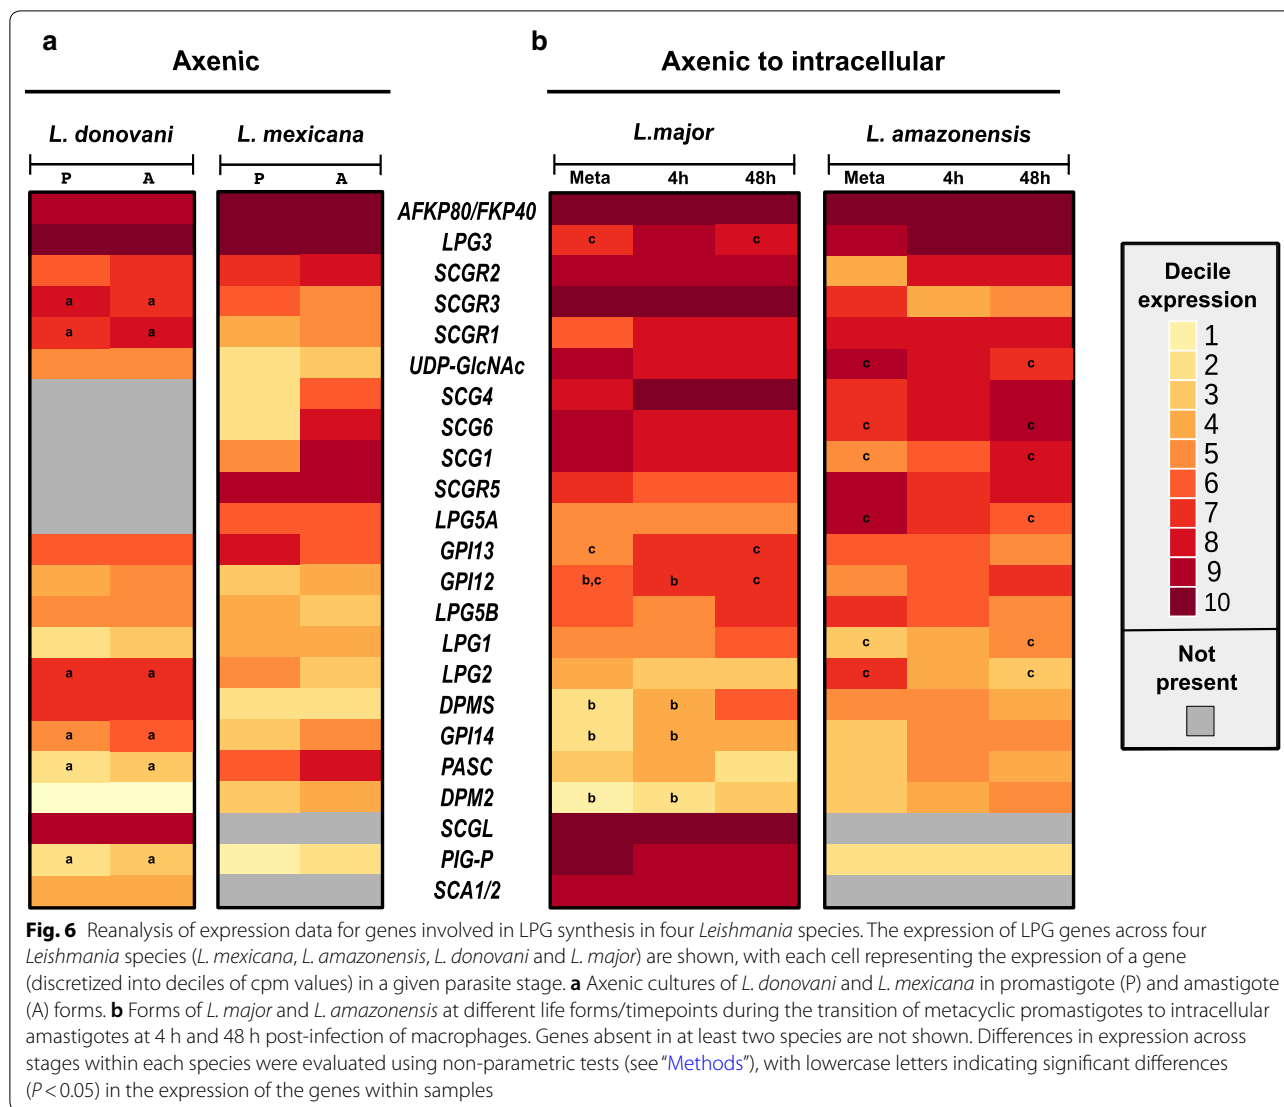 a
b
Axenic
Axenic to intracellular
L. donovani
L. mexicana
L.major
L. amazonensis
P A
P A
Meta 4h 48h
Meta 4h 48h
AFKP80/FKP40
LPG3 c c
SCGR2
a a SCGR3
a a SCGR1
UDP-GlcNAc c c
SCG4
SCG6 c c
SCG1 c c
SCGR5
LPG5A c c
GPI13 c c
GPI12 b,c b c
LPG5B
LPG1 c c
a a LPG2 c c
DPMS b b
a a GPI14 b b
a a PASC
DPM2 b b
SCGL
a a PIG-P
SCA1/2
Decile
expression
1
2
3
4
5
6
7
8
9
10
Not
present
Fig. 6 Reanalysis of expression data for genes involved in LPG synthesis in four Leishmania species. The expression of LPG genes across four
Leishmania species (L. mexicana, L. amazonensis, L. donovani and L. major) are shown, with each cell representing the expression of a gene
(discretized into deciles of cpm values) in a given parasite stage. a Axenic cultures of L. donovani and L. mexicana in promastigote (P) and amastigote
(A) forms. b Forms of L. major and L. amazonensis at different life forms/timepoints during the transition of metacyclic promastigotes to intracellular
amastigotes at 4 h and 48 h post-infection of macrophages. Genes absent in at least two species are not shown. Differences in expression across
stages within each species were evaluated using non-parametric tests (see “Methods”), with lowercase letters indicating significant differences
(P < 0.05) in the expression of the genes within samples